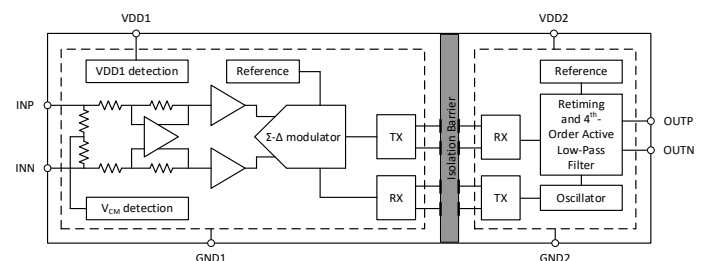 VDD1
VDD2
VDD1 detection
Reference
Reference
INP
INN
Σ-Δ modulator
TX
RX
Isolation Barrier
RX
TX
Retiming
and 4th-
Order Active
Low-Pass
Filter
Oscillator
OUTP
OUTN
VCM detection
GND1
GND2